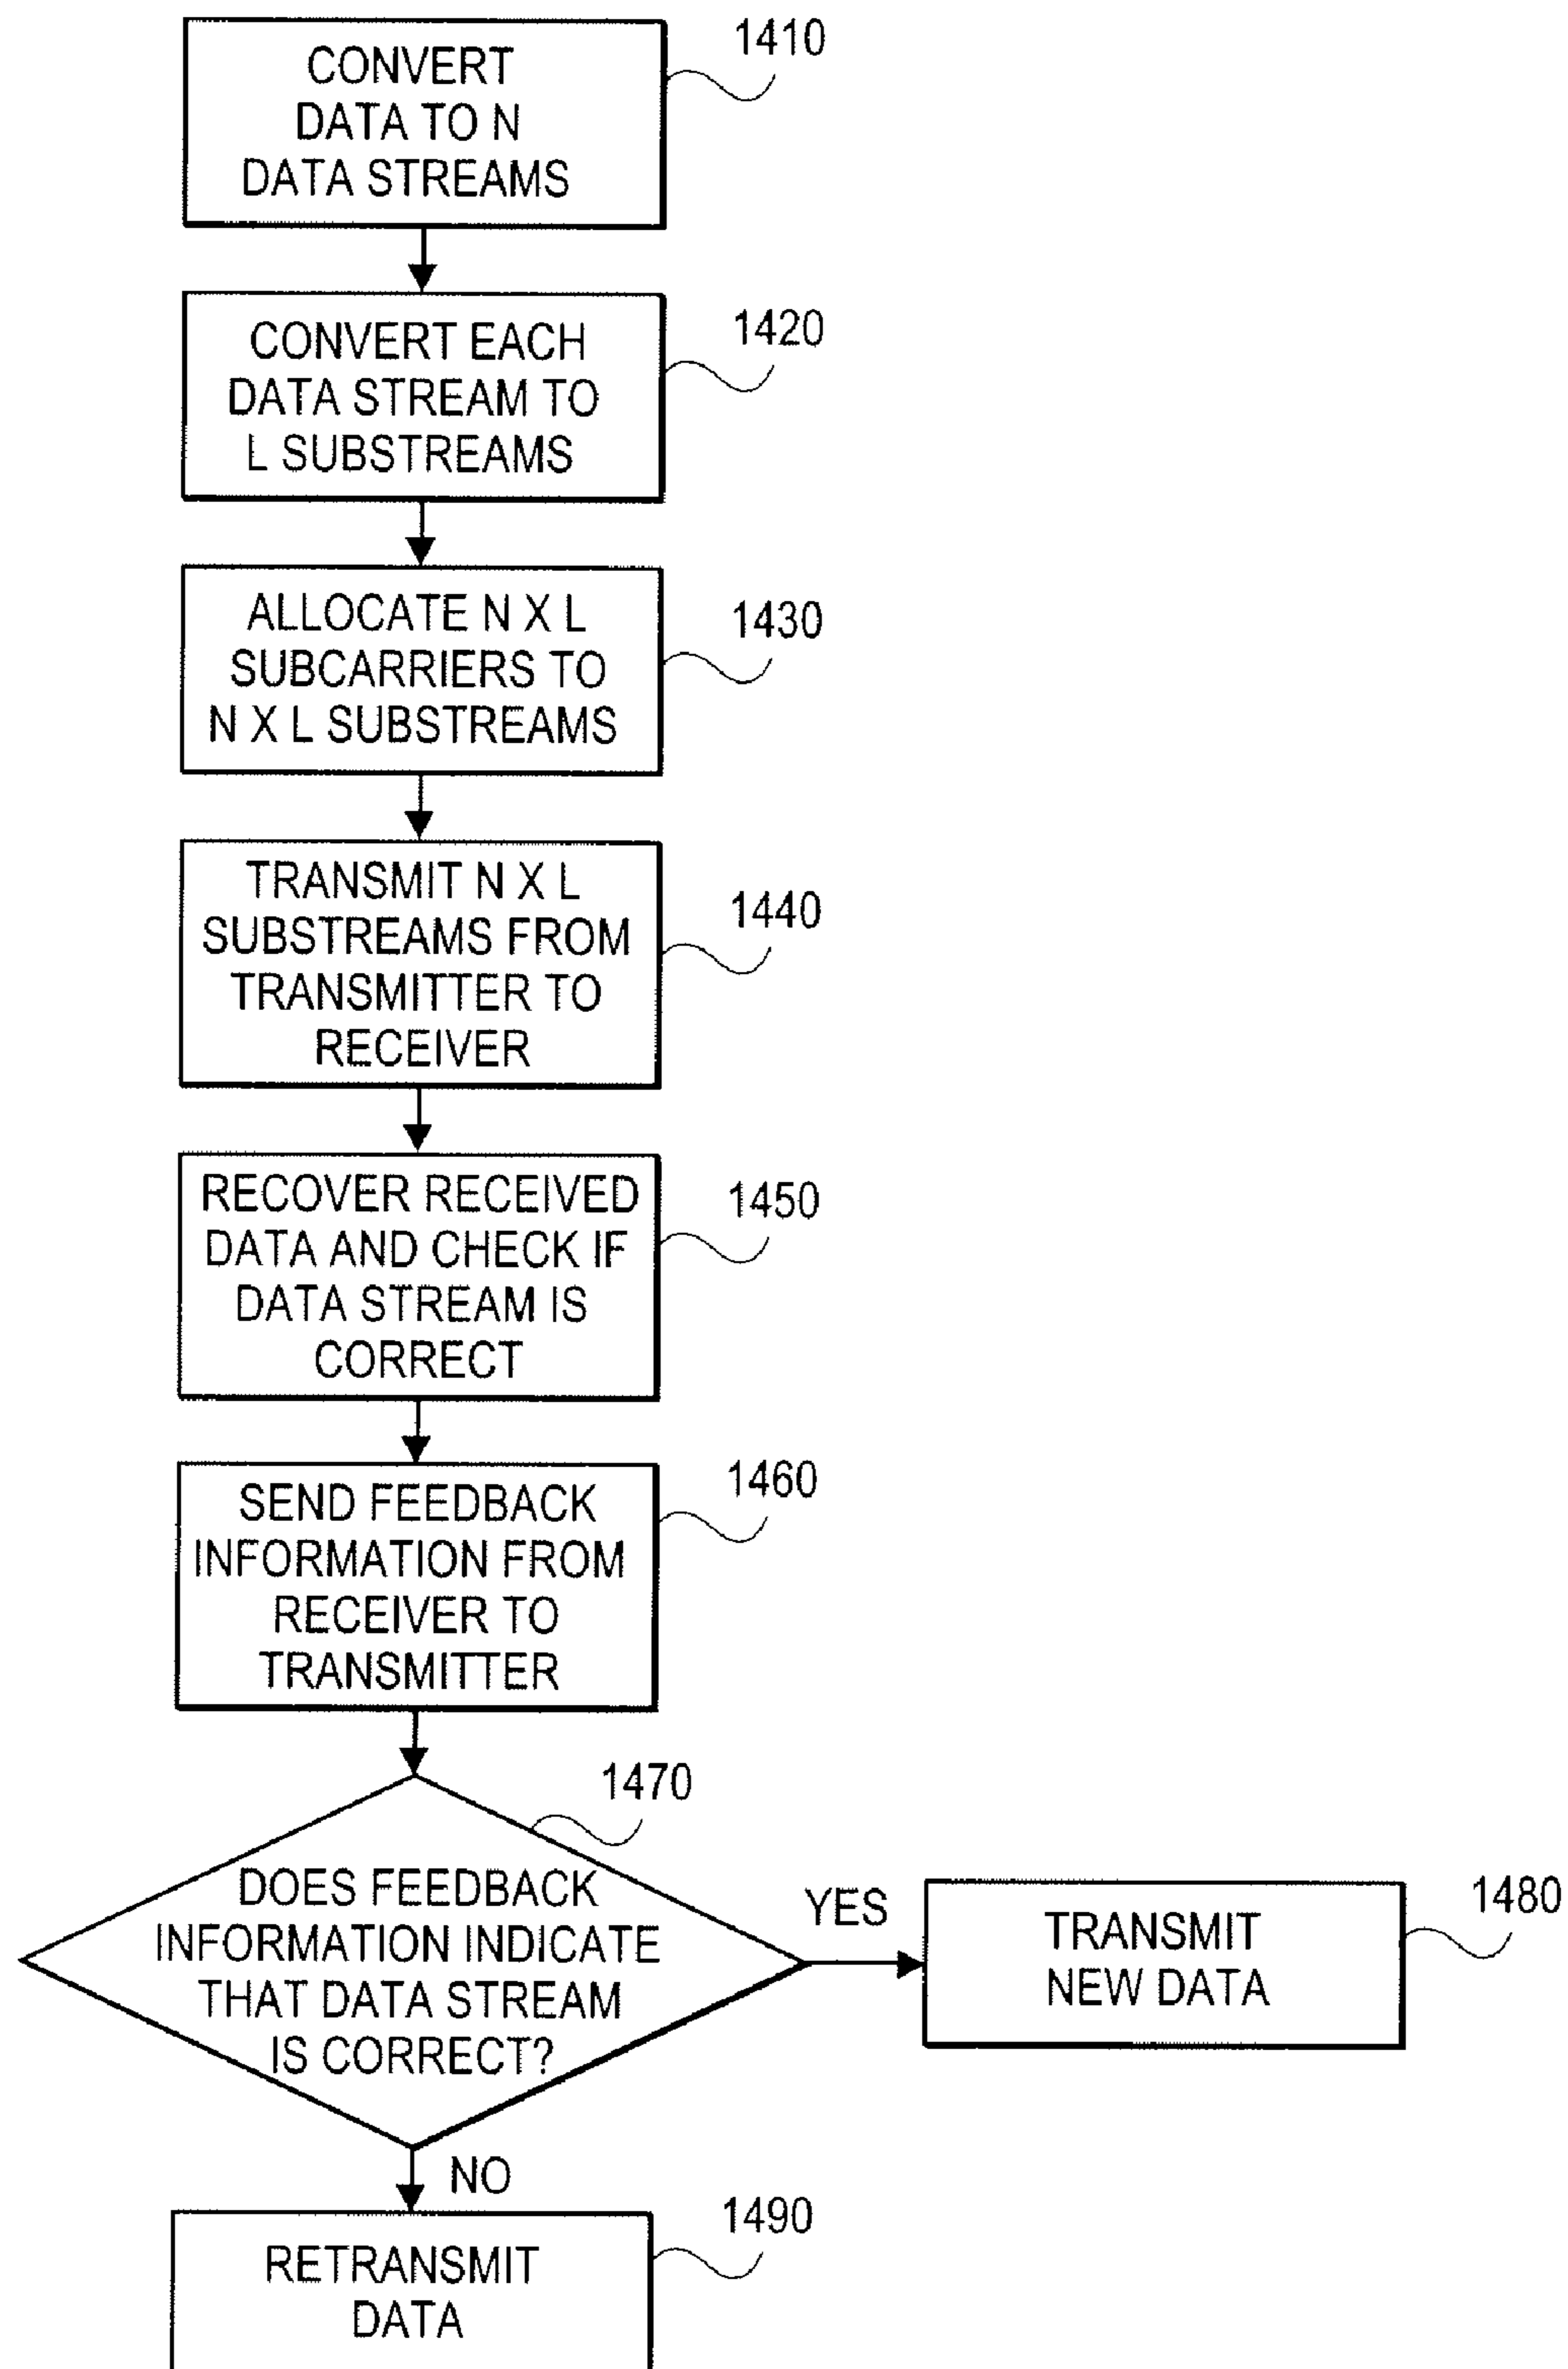 CONVERT
DATA TO N
DATA STREAMS
1410
CONVERT EACH
DATA STREAM TO
L SUBSTREAMS
1420
ALLOCATE N X L
SUBCARRIERS TO
N X L SUBSTREAMS
1430
TRANSMIT N X L
SUBSTREAMS FROM
TRANSMITTER TO
RECEIVER
1440
RECOVER RECEIVED
DATA AND CHECK IF
DATA STREAM IS
CORRECT
1450
SEND FEEDBACK
INFORMATION FROM
RECEIVER TO
TRANSMITTER
1460
1470
DOES FEEDBACK
INFORMATION INDICATE
THAT DATA STREAM
IS CORRECT?
YES
TRANSMIT
NEW DATA
1480
NO
RETRANSMIT
DATA
1490